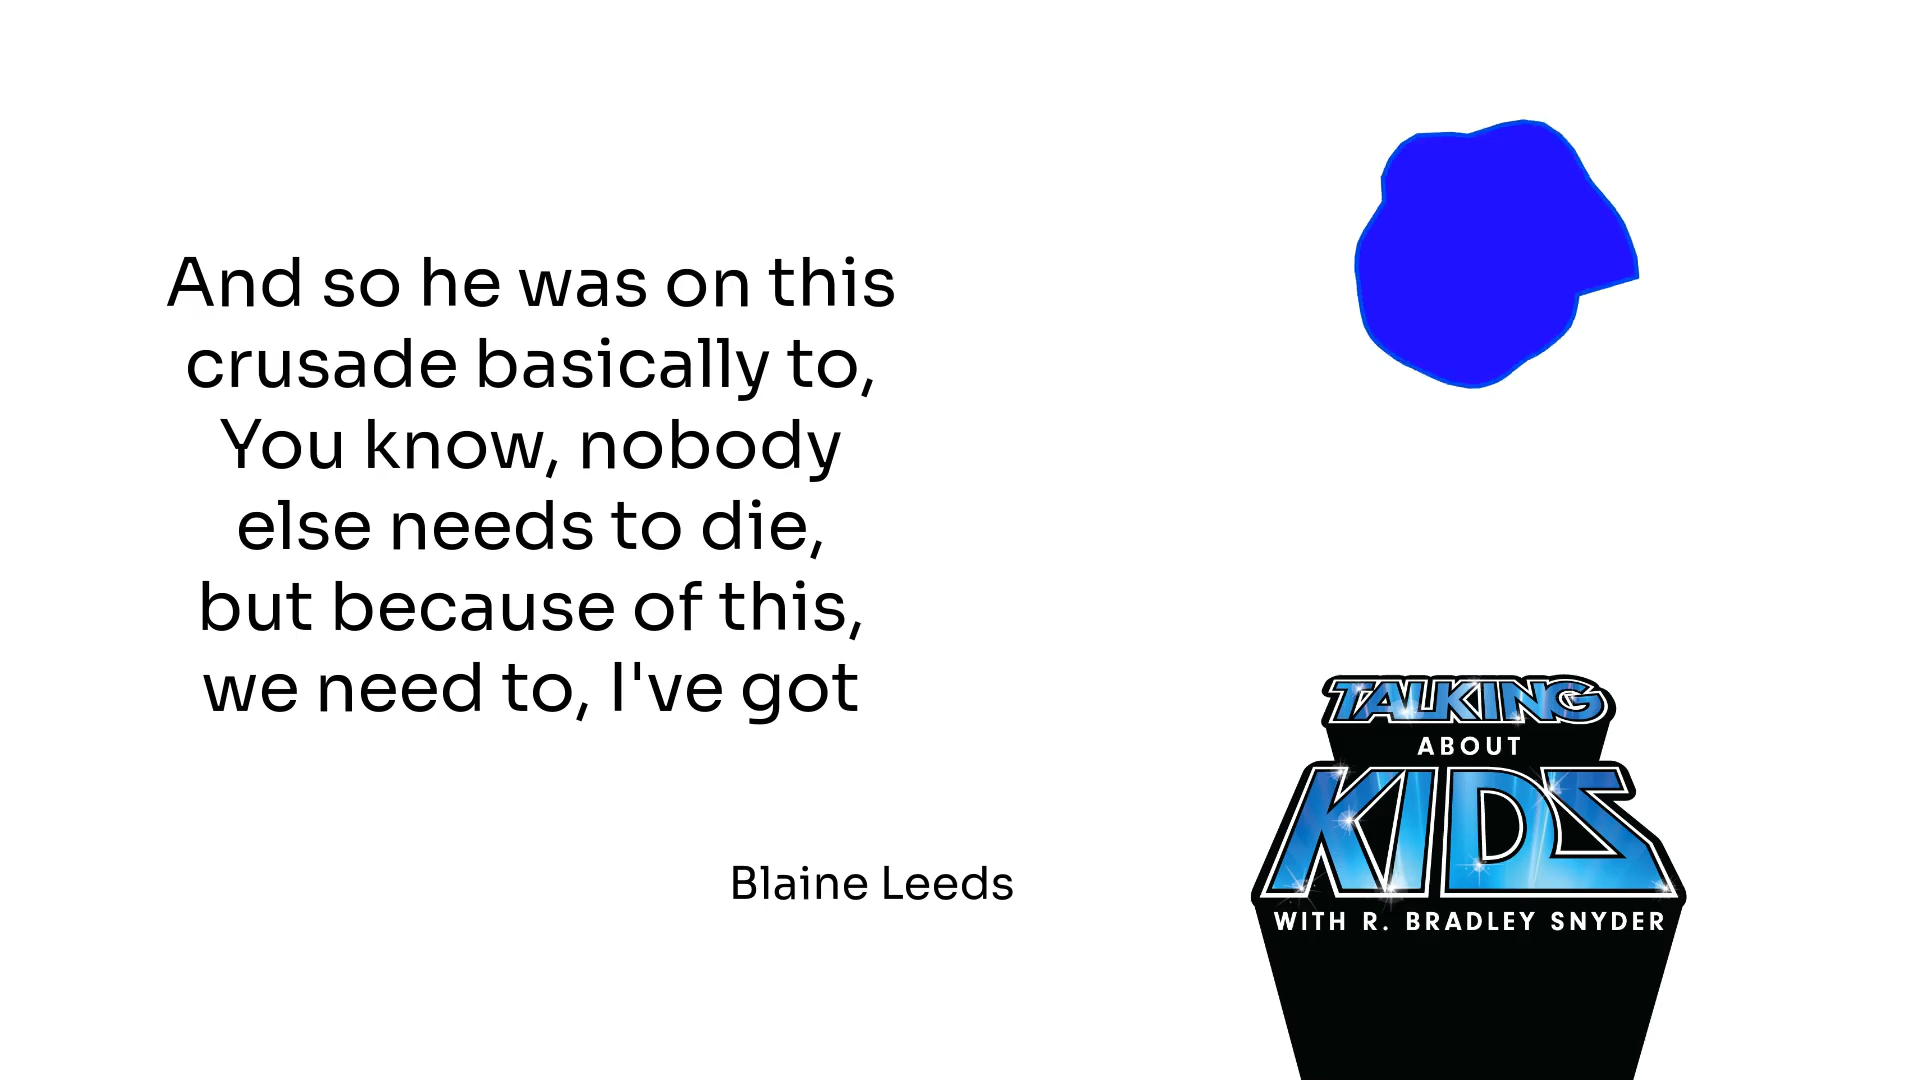 And so he was on this
crusade basically to,
You know, nobody
else needs to die,
but because of this,
we need to, I've got
Blaine Leeds
TALKING
ABOUT
KIDS
WITH R. BRADLEY SNYDER